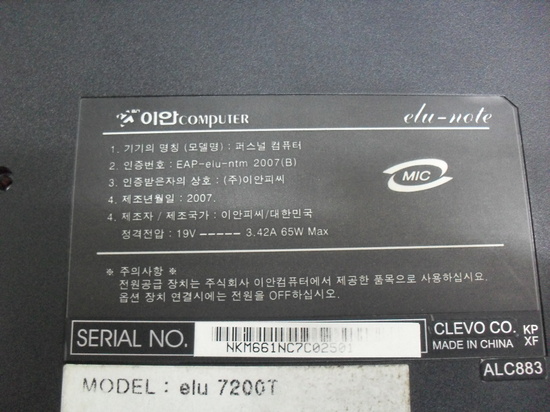 이안COMPUTER
elu-note
1. 기기의 명칭 (모델명) : 퍼스널 컴퓨터
2. 인증번호 : EAP-elu-ntm 2007(B)
3. 인증받은자의 상호 : (주)이안피씨
4. 제조년월일 : 2007.
4. 제조자 / 제조국가 : 이안피씨/대한민국
정격전압 : 19V ----- 3.42A 65W Max
MIC
※ 주의사항 ※
전원공급 장치는 주식회사 이안컴퓨터에서 제공한 품목으로 사용하십시오.
옵션 장치 연결시에는 전원을 OFF하십시오.
SERIAL NO.
NKM661NC7C02501
CLEVO CO. KP
MADE IN CHINA XF
ALC883
MODEL : elu 7200T